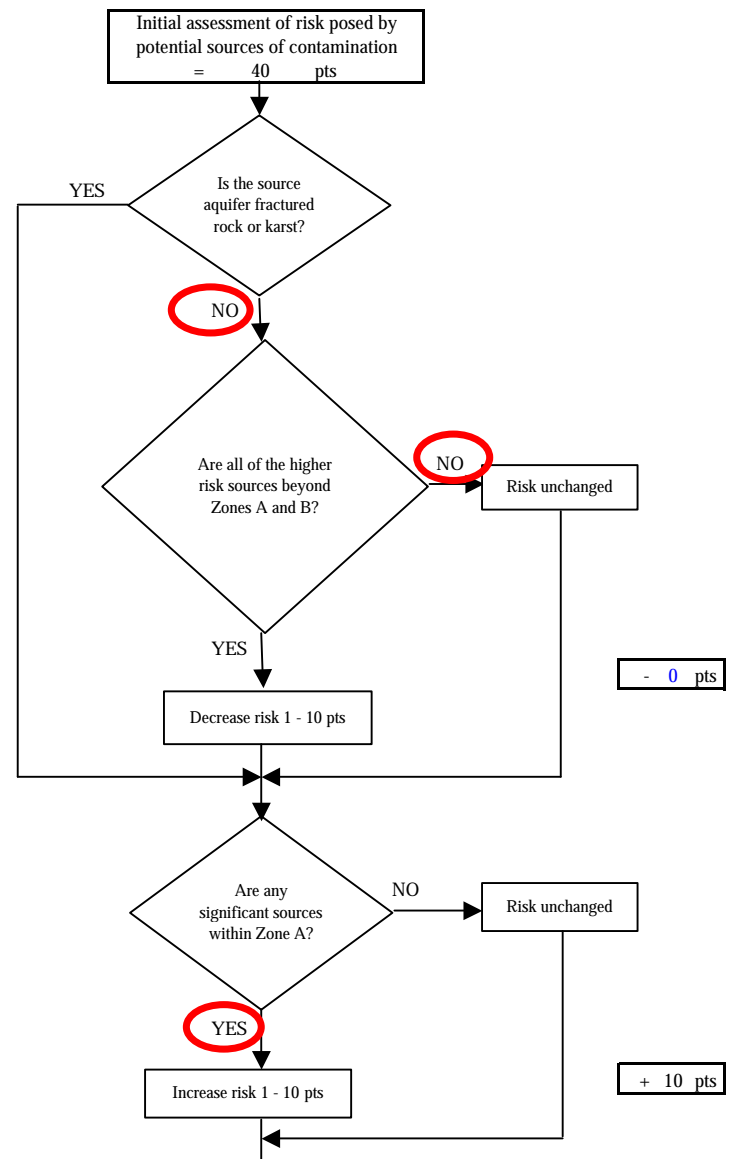 Initial assessment of risk posed by
potential sources of contamination
= 40 pts
YES
Is the source
aquifer fractured
rock or karst?
NO
Are all of the higher
risk sources beyond
Zones A and B?
NO
Risk unchanged
YES
- 0 pts
Decrease risk 1 - 10 pts
Are any
significant sources
within Zone A?
NO
Risk unchanged
YES
+ 10 pts
Increase risk 1 - 10 pts